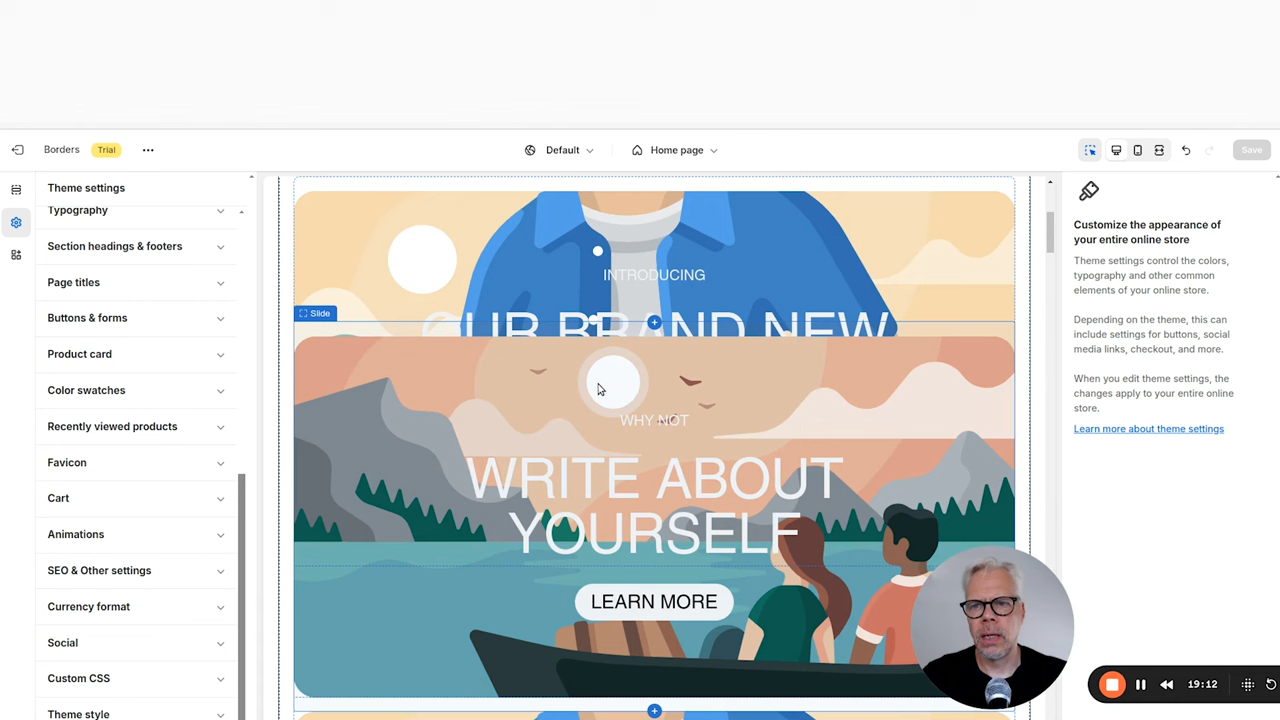 Borders
Trial
Default
Home page
Save
Theme settings
Typography
Section headings & footers
Page titles
Buttons & forms
Product card
Color swatches
Recently viewed products
Favicon
Cart
Animations
SEO & Other settings
Currency format
Social
Custom CSS
Theme style
INTRODUCING
OUR BRAND NEW
Slide
WHY NOT
WRITE ABOUT
YOURSELF
LEARN MORE
Customize the appearance of
your entire online store
Theme settings control the colors,
typography and other common
elements of your online store.
Depending on the theme, this can
include settings for buttons, social
media links, checkout, and more.
When you edit theme settings, the
changes apply to your entire online
store.
Learn more about theme settings
19:12